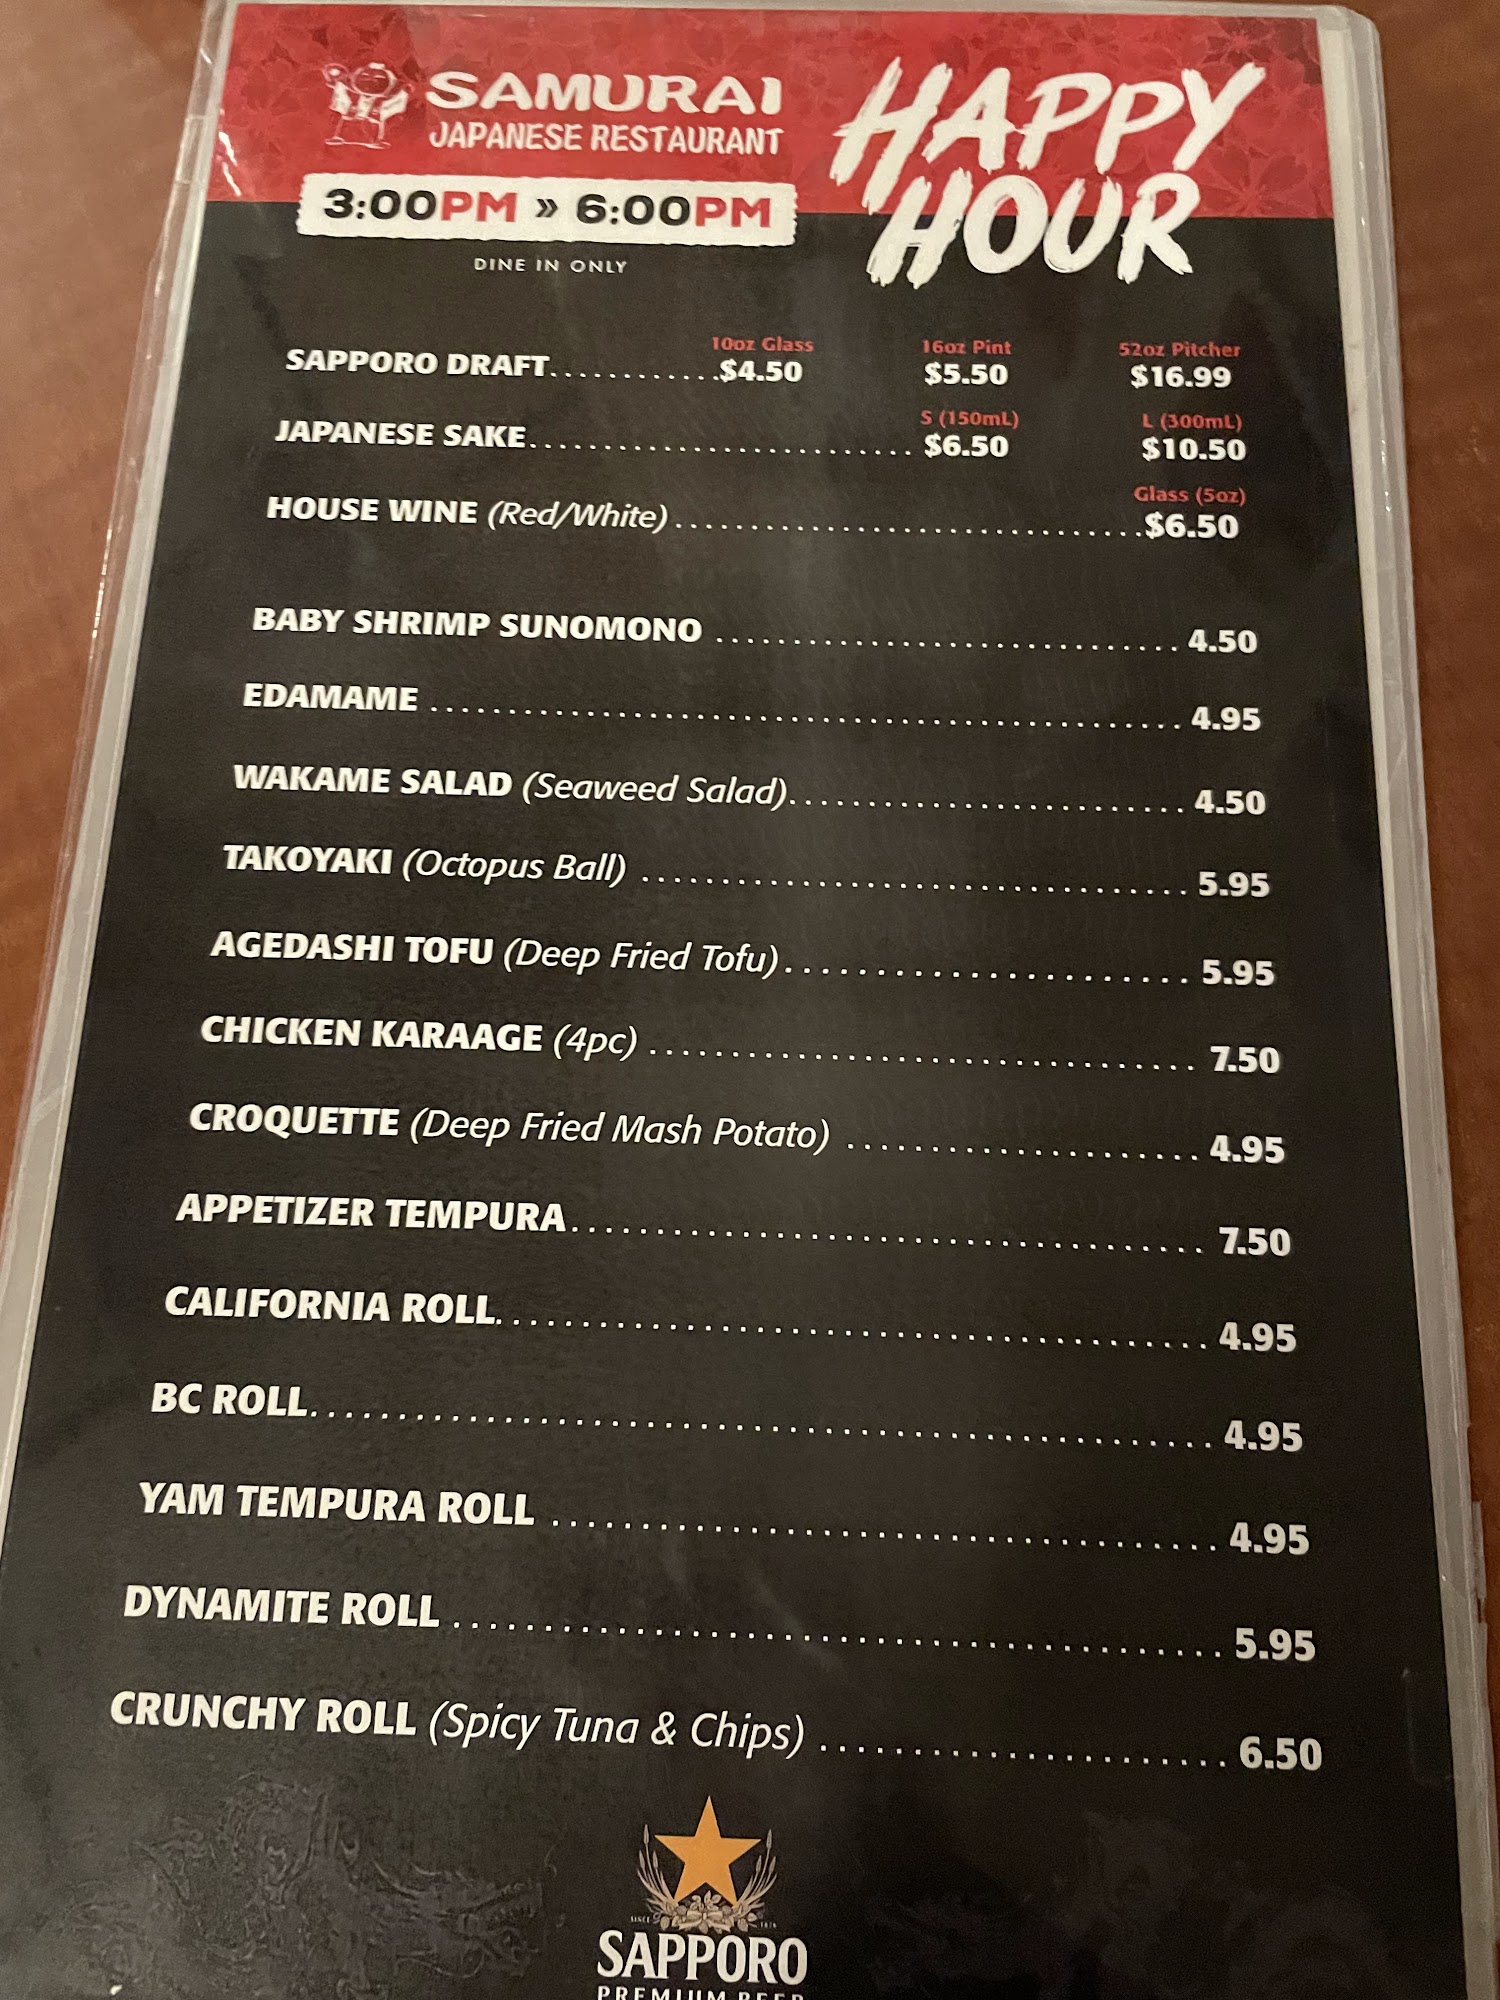 SAMURAI
JAPANESE RESTAURANT
HAPPY
HOUR
3:00PM » 6:00PM
DINE IN ONLY
10oz Glass 16oz Pint 52oz Pitcher
SAPPORO DRAFT............$4.50 $5.50 $16.99
S (150mL) L (300mL)
JAPANESE SAKE.......................... $6.50 $10.50
Glass (5oz)
HOUSE WINE (Red/White)...............................$6.50
BABY SHRIMP SUNOMONO .............................. 4.50
EDAMAME ................................................ 4.95
WAKAME SALAD (Seaweed Salad).......................... 4.50
TAKOYAKI (Octopus Ball) .................................... 5.95
AGEDASHI TOFU (Deep Fried Tofu)........................ 5.95
CHICKEN KARAAGE (4pc) ................................... 7.50
CROQUETTE (Deep Fried Mash Potato) ...................... 4.95
APPETIZER TEMPURA........................................ 7.50
CALIFORNIA ROLL............................................. 4.95
BC ROLL......................................................... 4.95
YAM TEMPURA ROLL ........................................ 4.95
DYNAMITE ROLL .............................................. 5.95
CRUNCHY ROLL (Spicy Tuna & Chips) ........................ 6.50
SINCE 1876
SAPPORO
PREMIUM BEER